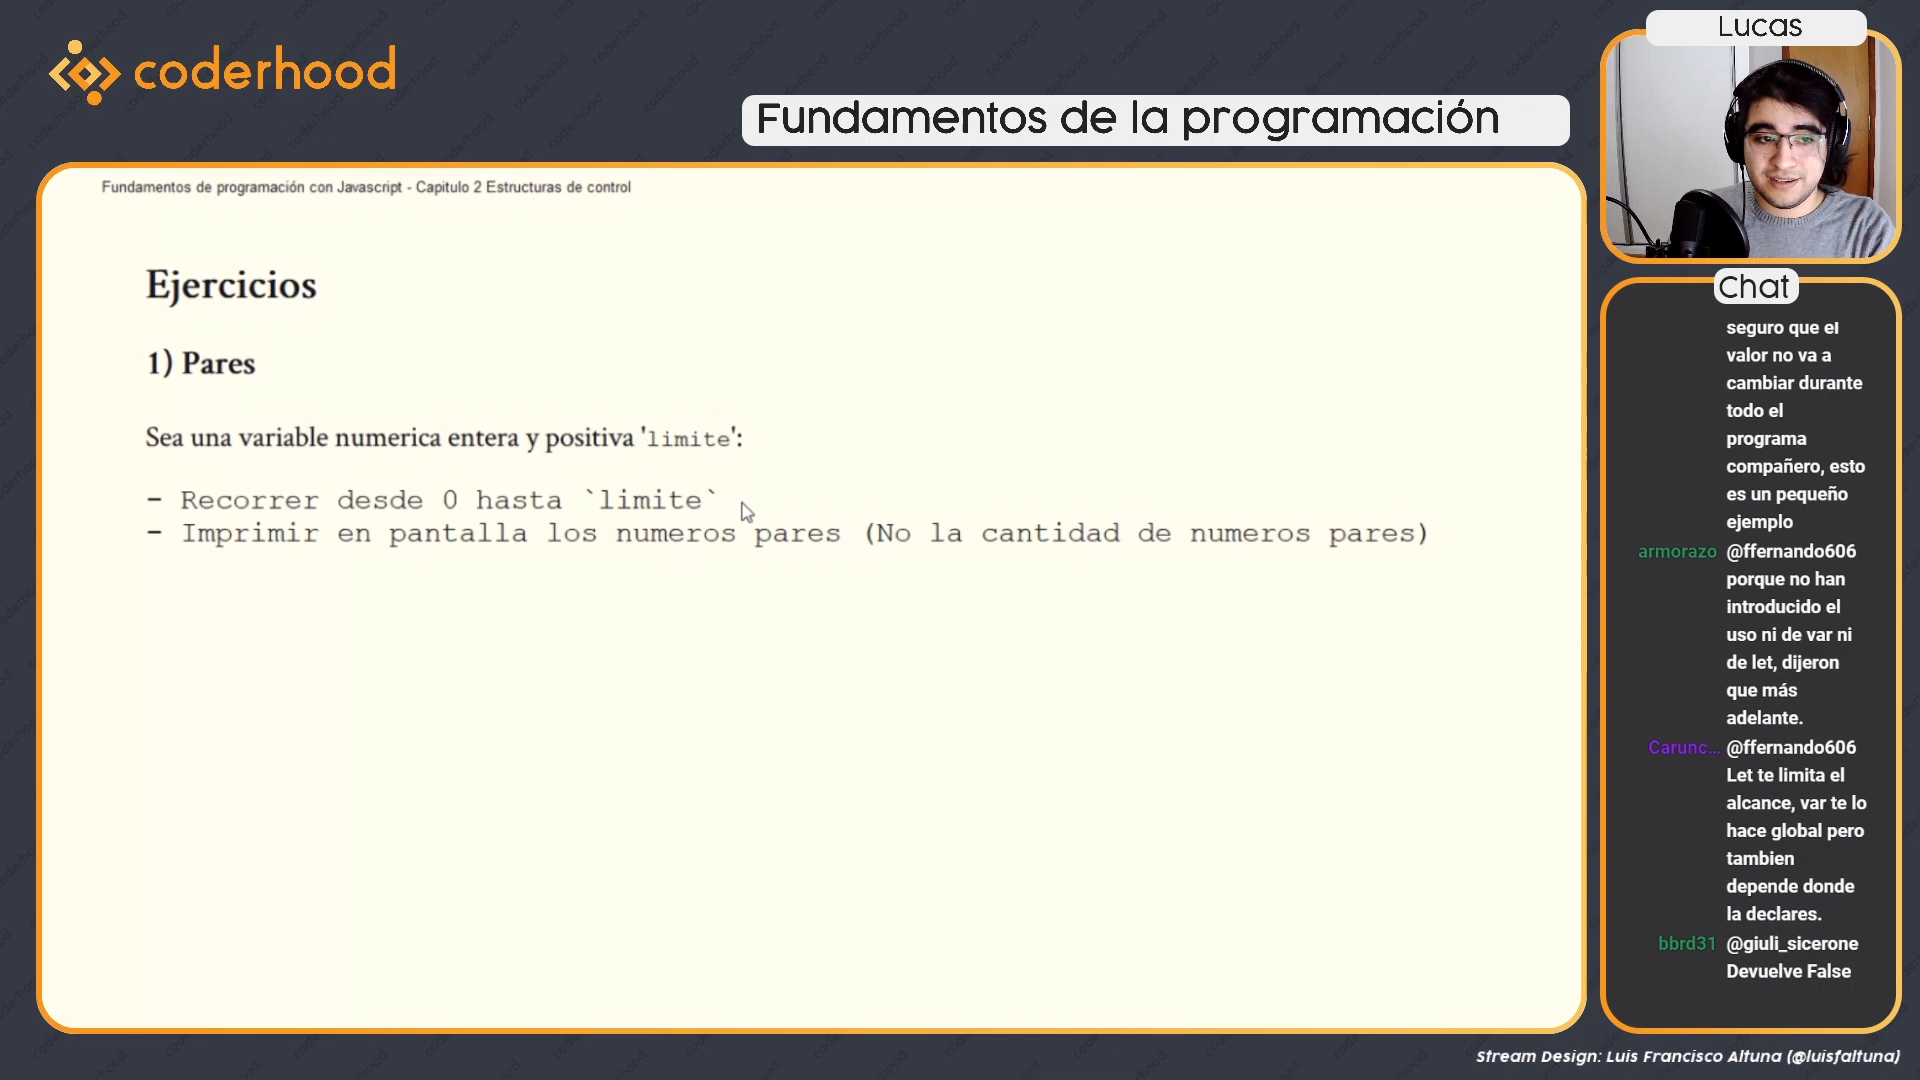 coderhood
Fundamentos de la programación
Lucas
Fundamentos de programación con Javascript - Capitulo 2 Estructuras de control
Ejercicios
1) Pares
Sea una variable numerica entera y positiva 'limite':
- Recorrer desde 0 hasta `limite`
- Imprimir en pantalla los numeros pares (No la cantidad de numeros pares)
Chat
seguro que el
valor no va a
cambiar durante
todo el
programa
compañero, esto
es un pequeño
ejemplo
armorazo @ffernando606
porque no han
introducido el
uso ni de var ni
de let, dijeron
que más
adelante.
Carunc... @ffernando606
Let te limita el
alcance, var te lo
hace global pero
tambien
depende donde
la declares.
bbrd31 @giuli_sicerone
Devuelve False
Stream Design: Luis Francisco Altuna (@luisfaltuna)